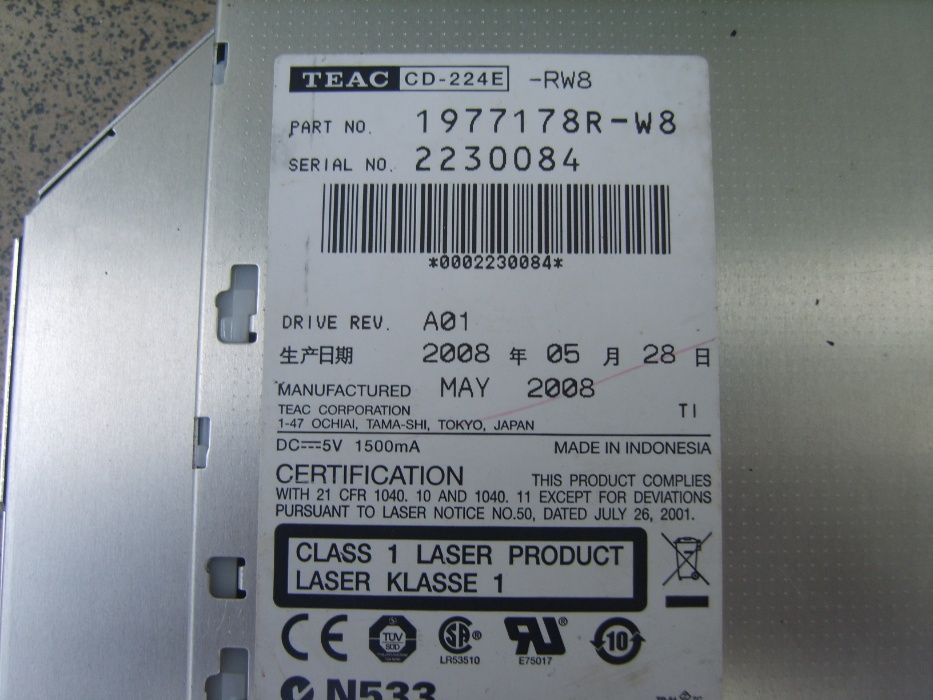 TEAC CD-224E -RW8
PART NO. 1977178R-W8
SERIAL NO. 2230084
*0002230084*
DRIVE REV. A01
生产日期 2008 年 05 月 28 日
MANUFACTURED MAY 2008
TEAC CORPORATION TI
1-47 OCHIAI, TAMA-SHI, TOKYO, JAPAN
DC⎓5V 1500mA MADE IN INDONESIA
CERTIFICATION THIS PRODUCT COMPLIES
WITH 21 CFR 1040. 10 AND 1040. 11 EXCEPT FOR DEVIATIONS
PURSUANT TO LASER NOTICE NO.50, DATED JULY 26, 2001.
CLASS 1 LASER PRODUCT
LASER KLASSE 1
CE TUV SUD SA ® RU ® 10
LR53510 E75017
N533